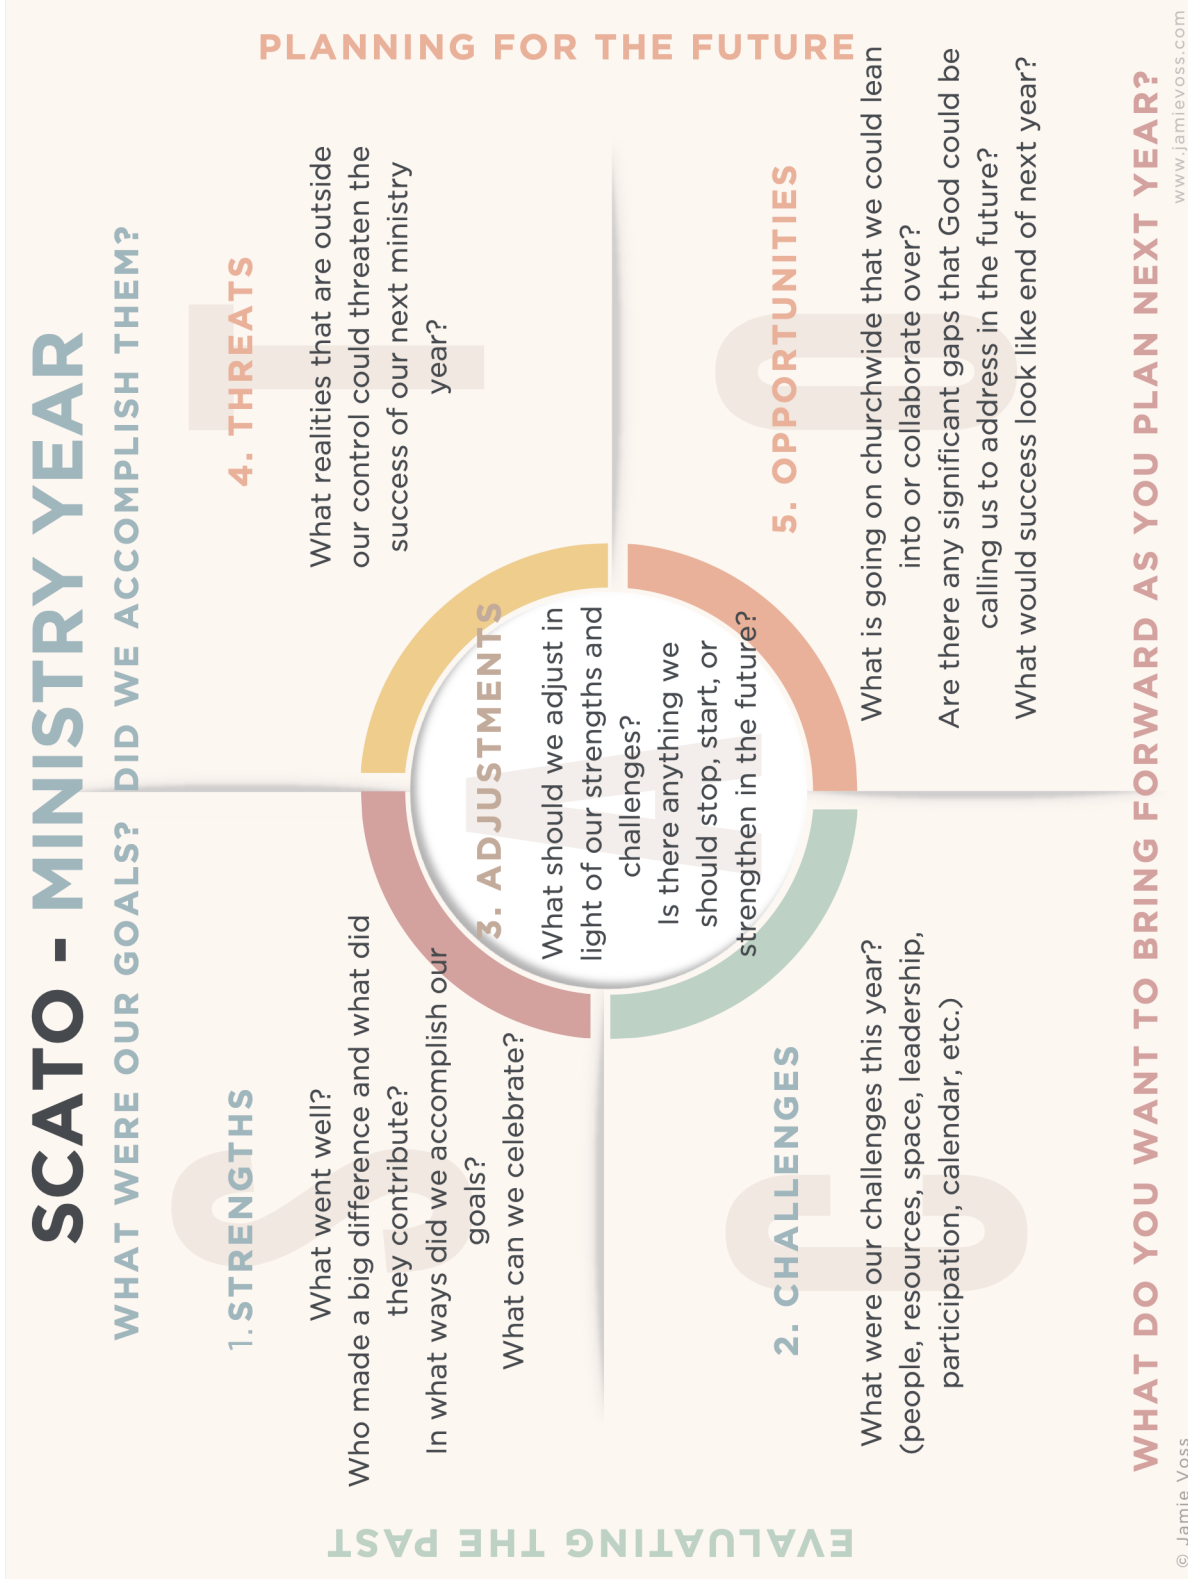 SCATO - MINISTRY YEAR
WHAT WERE OUR GOALS? DID WE ACCOMPLISH THEM?
EVALUATING THE PAST
1. STRENGTHS
What went well?
Who made a big difference and what did
they contribute?
In what ways did we accomplish our
goals?
What can we celebrate?
S
2. CHALLENGES
What were our challenges this year?
(people, resources, space, leadership,
participation, calendar, etc.)
C
3. ADJUSTMENTS
What should we adjust in
light of our strengths and
challenges?
Is there anything we
should stop, start, or
strengthen in the future?
A
4. THREATS
What realities that are outside
our control could threaten the
success of our next ministry
year?
T
5. OPPORTUNITIES
What is going on churchwide that we could lean
into or collaborate over?
Are there any significant gaps that God could be
calling us to address in the future?
What would success look like end of next year?
O
PLANNING FOR THE FUTURE
WHAT DO YOU WANT TO BRING FORWARD AS YOU PLAN NEXT YEAR?
© Jamie Voss
www.jamievoss.com